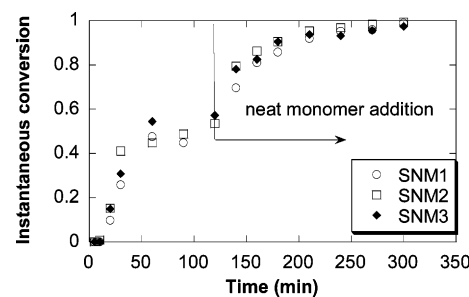 Instantaneous conversion
1
0.8
0.6
0.4
0.2
0
neat monomer addition
SNM1
SNM2
SNM3
0 50 100 150 200 250 300 350
Time (min)